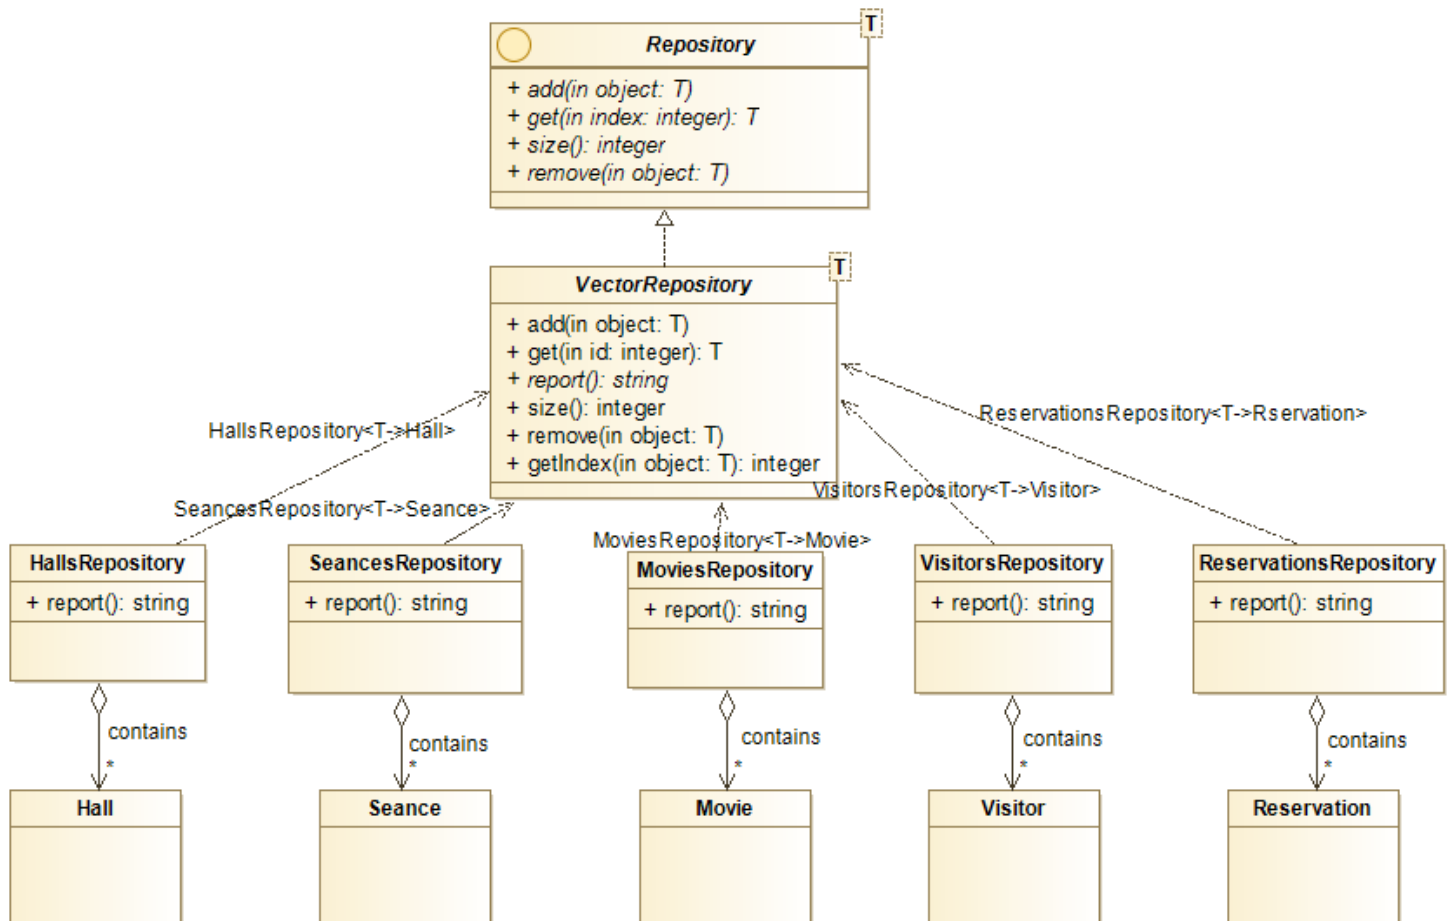 T
Repository
+ add(in object: T)
+ get(in index: integer): T
+ size(): integer
+ remove(in object: T)
T
VectorRepository
+ add(in object: T)
+ get(in id: integer): T
+ report(): string
+ size(): integer
+ remove(in object: T)
+ getIndex(in object: T): integer
HallsRepository<T->Hall>
ReservationsRepository<T->Rservation>
SeancesRepository<T->Seance>
VisitorsRepository<T->Visitor>
MoviesRepository<T->Movie>
HallsRepository
+ report(): string
SeancesRepository
+ report(): string
MoviesRepository
+ report(): string
VisitorsRepository
+ report(): string
ReservationsRepository
+ report(): string
contains
*
contains
*
contains
*
contains
*
contains
*
Hall
Seance
Movie
Visitor
Reservation